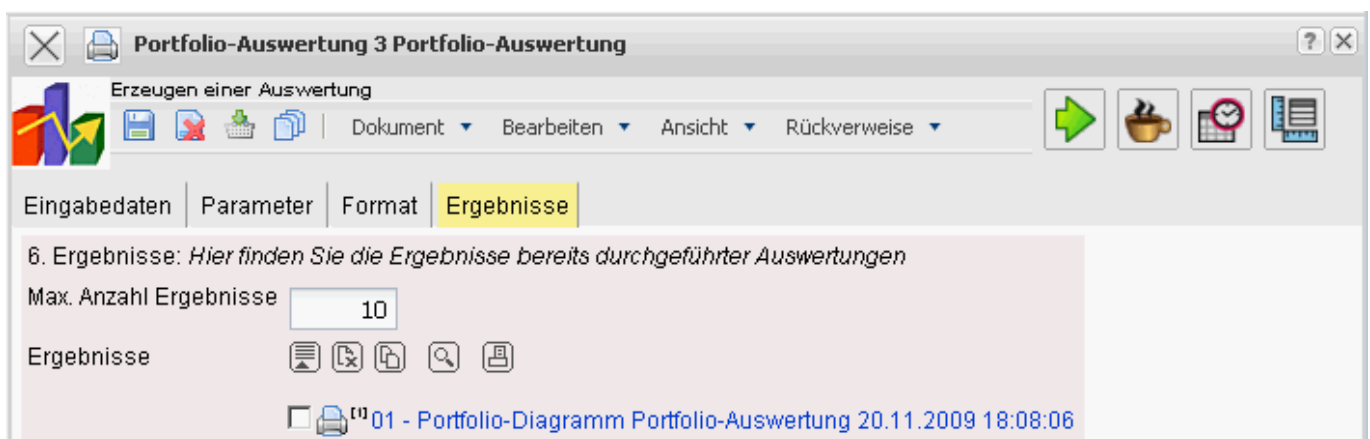 Portfolio-Auswertung 3 Portfolio-Auswertung
Erzeugen einer Auswertung
Dokument Bearbeiten Ansicht Rückverweise
Eingabedaten Parameter Format Ergebnisse
6. Ergebnisse: Hier finden Sie die Ergebnisse bereits durchgeführter Auswertungen
Max. Anzahl Ergebnisse 10
Ergebnisse
[1] 01 - Portfolio-Diagramm Portfolio-Auswertung 20.11.2009 18:08:06